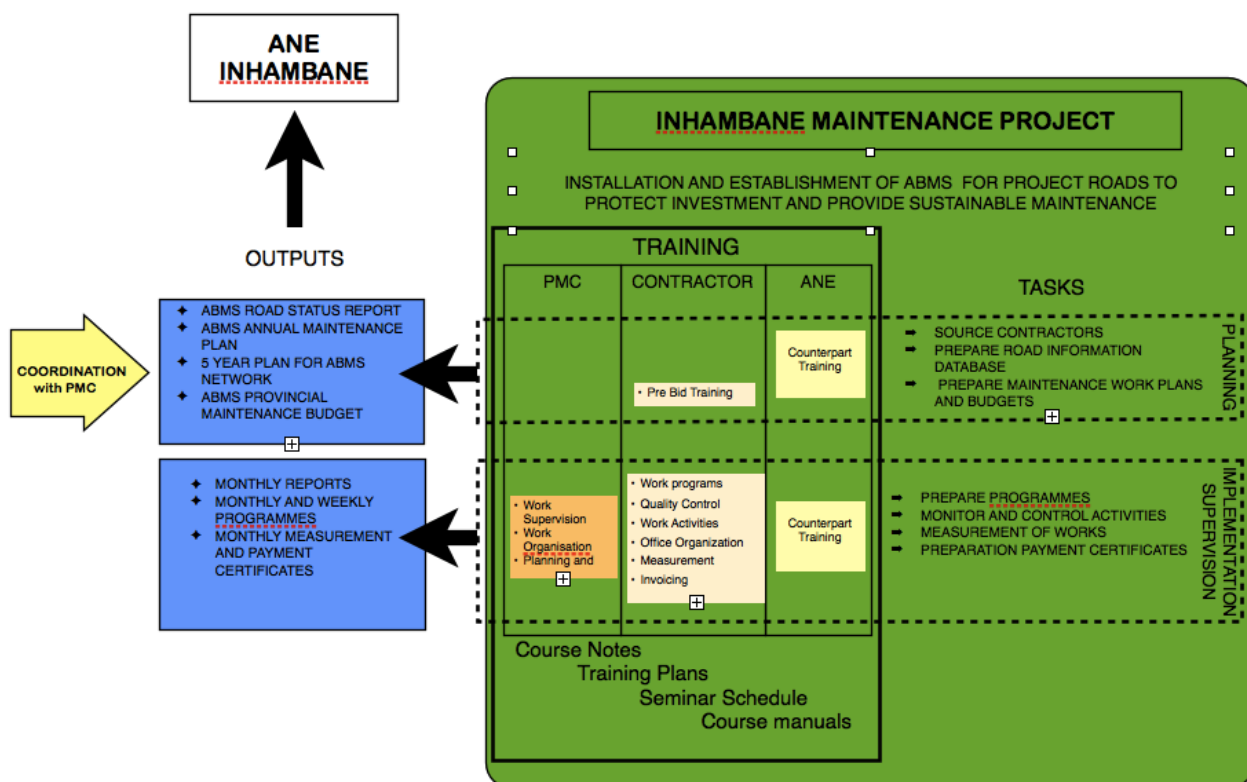 ANE
INHAMBANE
INHAMBANE MAINTENANCE PROJECT
INSTALLATION AND ESTABLISHMENT OF ABMS FOR PROJECT ROADS TO
PROTECT INVESTMENT AND PROVIDE SUSTAINABLE MAINTENANCE
OUTPUTS
COORDINATION
with PMC
✦ ABMS ROAD STATUS REPORT
✦ ABMS ANNUAL MAINTENANCE
PLAN
✦ 5 YEAR PLAN FOR ABMS
NETWORK
✦ ABMS PROVINCIAL
MAINTENANCE BUDGET
✦ MONTHLY REPORTS
✦ MONTHLY AND WEEKLY
PROGRAMMES
✦ MONTHLY MEASUREMENT
AND PAYMENT
CERTIFICATES
TRAINING
PMC
CONTRACTOR
ANE
• Pre Bid Training
Counterpart
Training
• Work
Supervision
• Work
Organisation
• Planning and
• Work programs
• Quality Control
• Work Activities
• Office Organization
• Measurement
• Invoicing
Counterpart
Training
Course Notes
Training Plans
Seminar Schedule
Course manuals
TASKS
➡ SOURCE CONTRACTORS
➡ PREPARE ROAD INFORMATION
DATABASE
➡ PREPARE MAINTENANCE WORK PLANS
AND BUDGETS
PLANNING
➡ PREPARE PROGRAMMES
➡ MONITOR AND CONTROL ACTIVITIES
➡ MEASUREMENT OF WORKS
➡ PREPARATION PAYMENT CERTIFICATES
IMPLEMENTATION
SUPERVISION